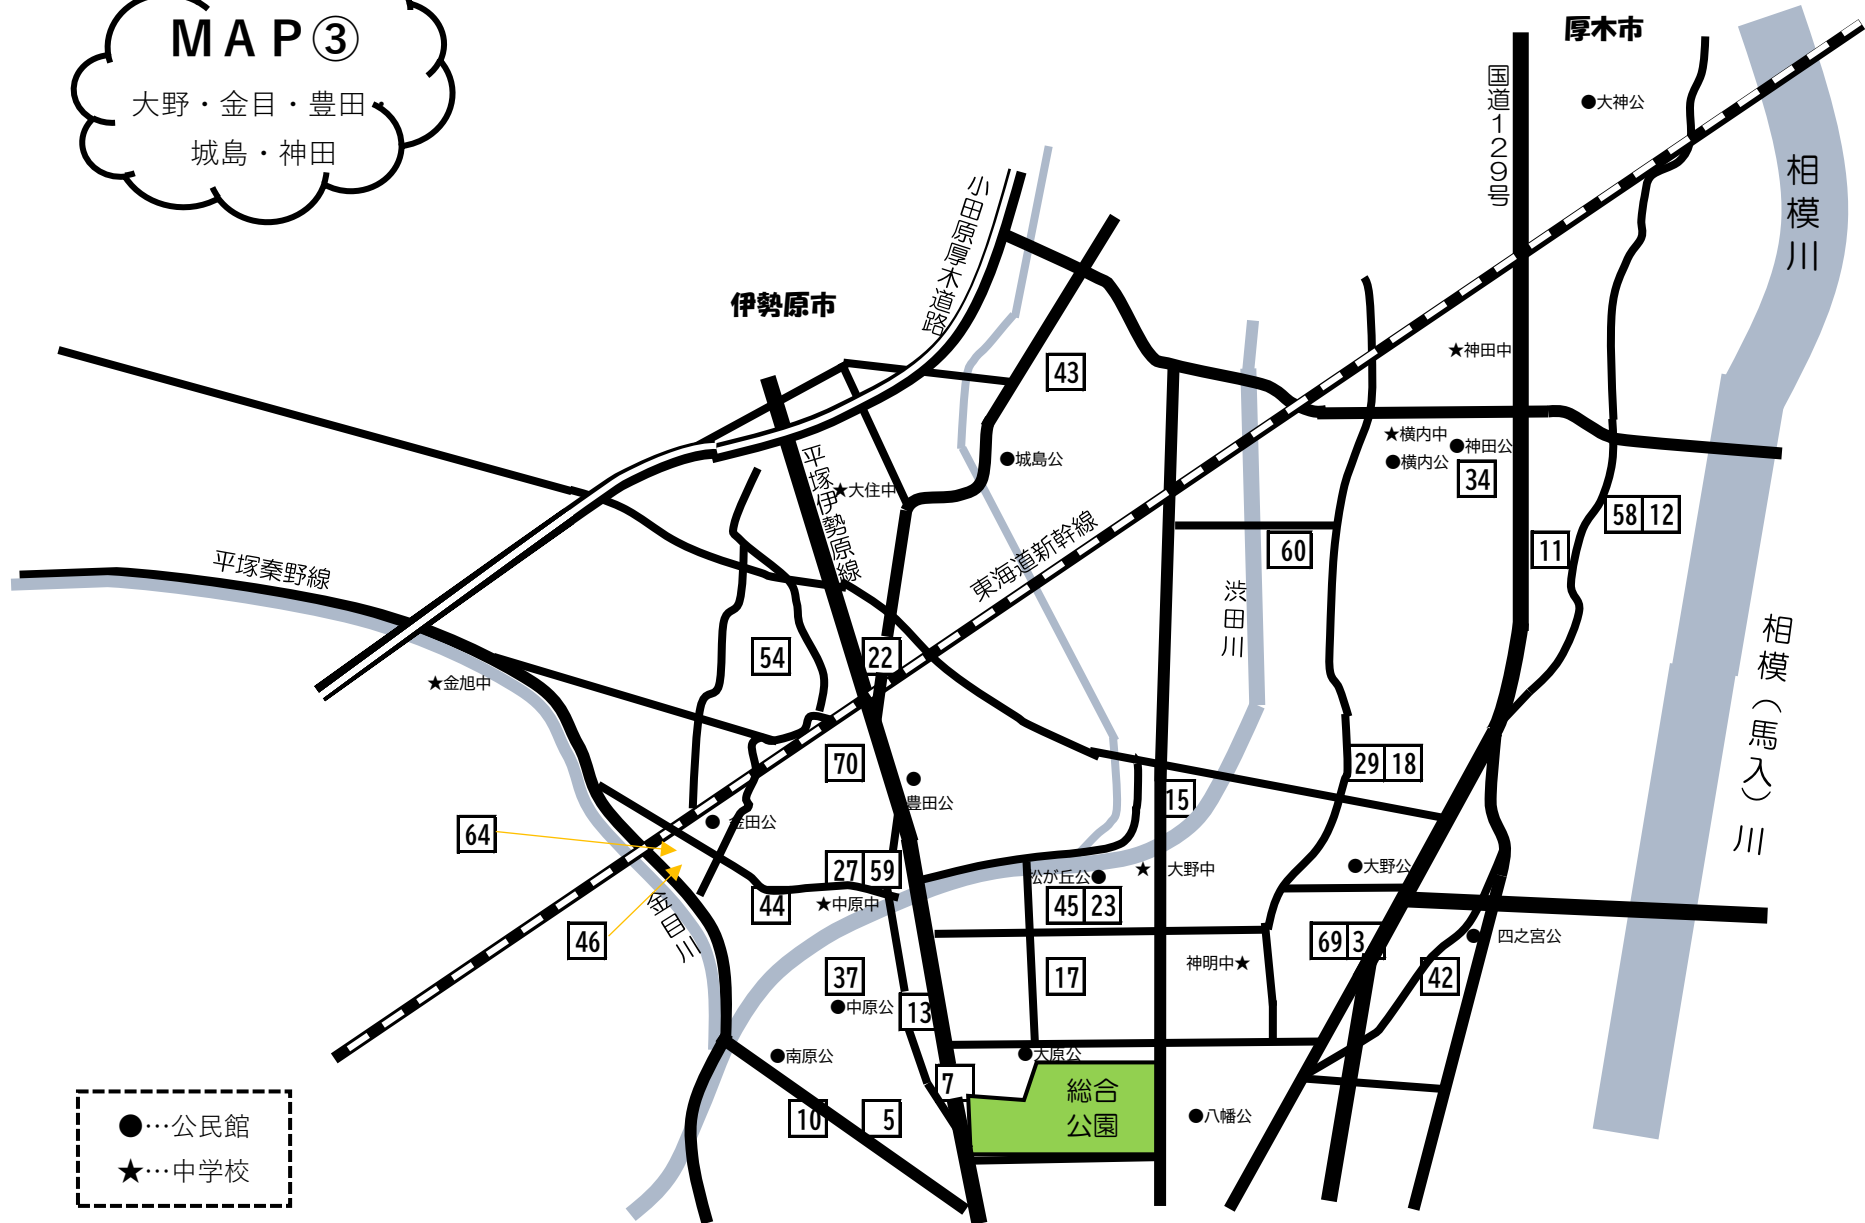 MAP③
大野・金目・豊田
城島・神田
厚木市
国道129号
●大神公
相模川
小田原厚木道路
伊勢原市
43
★神田中
平塚伊勢原線
★大住中
●城島公
★横内中
●神田公
●横内公
34
58 12
東海道新幹線
60
11
平塚秦野線
渋田川
相模（馬入）川
54
22
★金旭中
70
29 18
●
豊田公
15
● 金田公
64
27 59
松が丘公●
★ 大野中
●大野公
44
★中原中
45 23
金目川
46
69 3
● 四之宮公
37
17
神明中★
42
●中原公
13
●南原公
●大原公
7
総合
公園
10
5
●八幡公
●…公民館
★…中学校